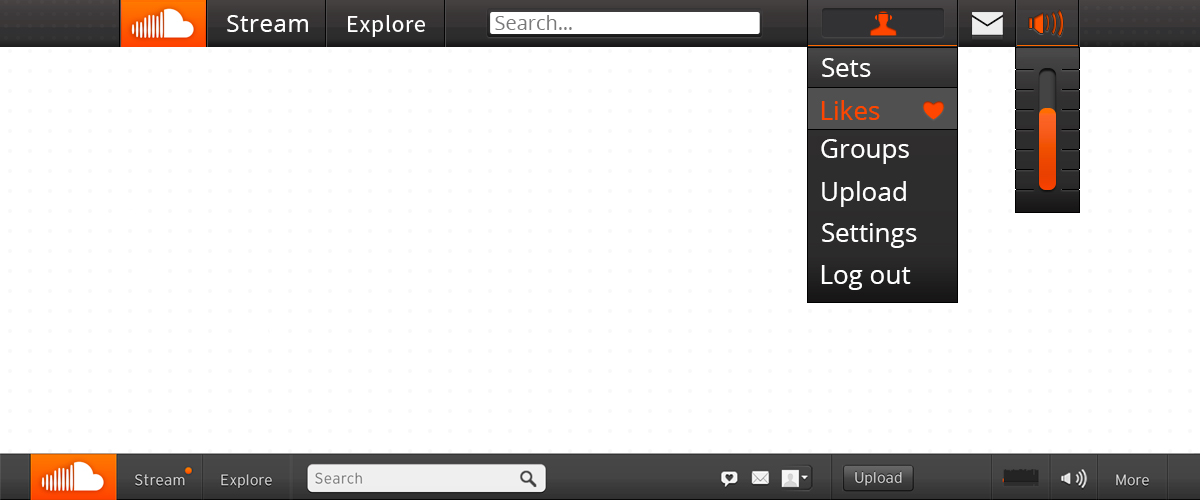 Stream
Explore
Search...
Sets
Likes
Groups
Upload
Settings
Log out
Stream
Explore
Search
Upload
More